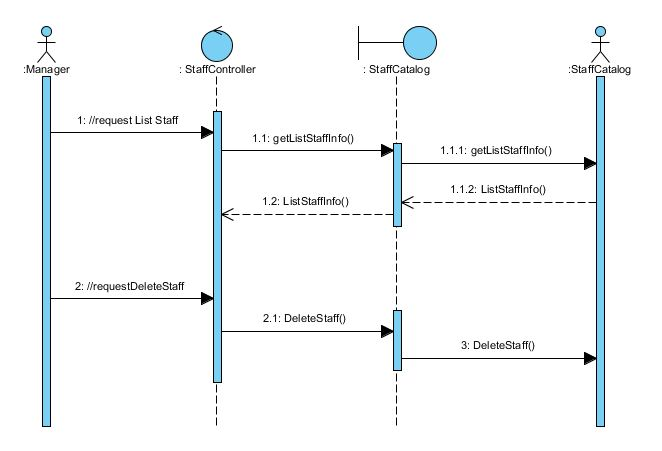 :Manager
: StaffController
: StaffCatalog
:StaffCatalog
1: //request List Staff
1.1: getListStaffInfo()
1.1.1: getListStaffInfo()
1.1.2: ListStaffInfo()
1.2: ListStaffInfo()
2: //requestDeleteStaff
2.1: DeleteStaff()
3: DeleteStaff()